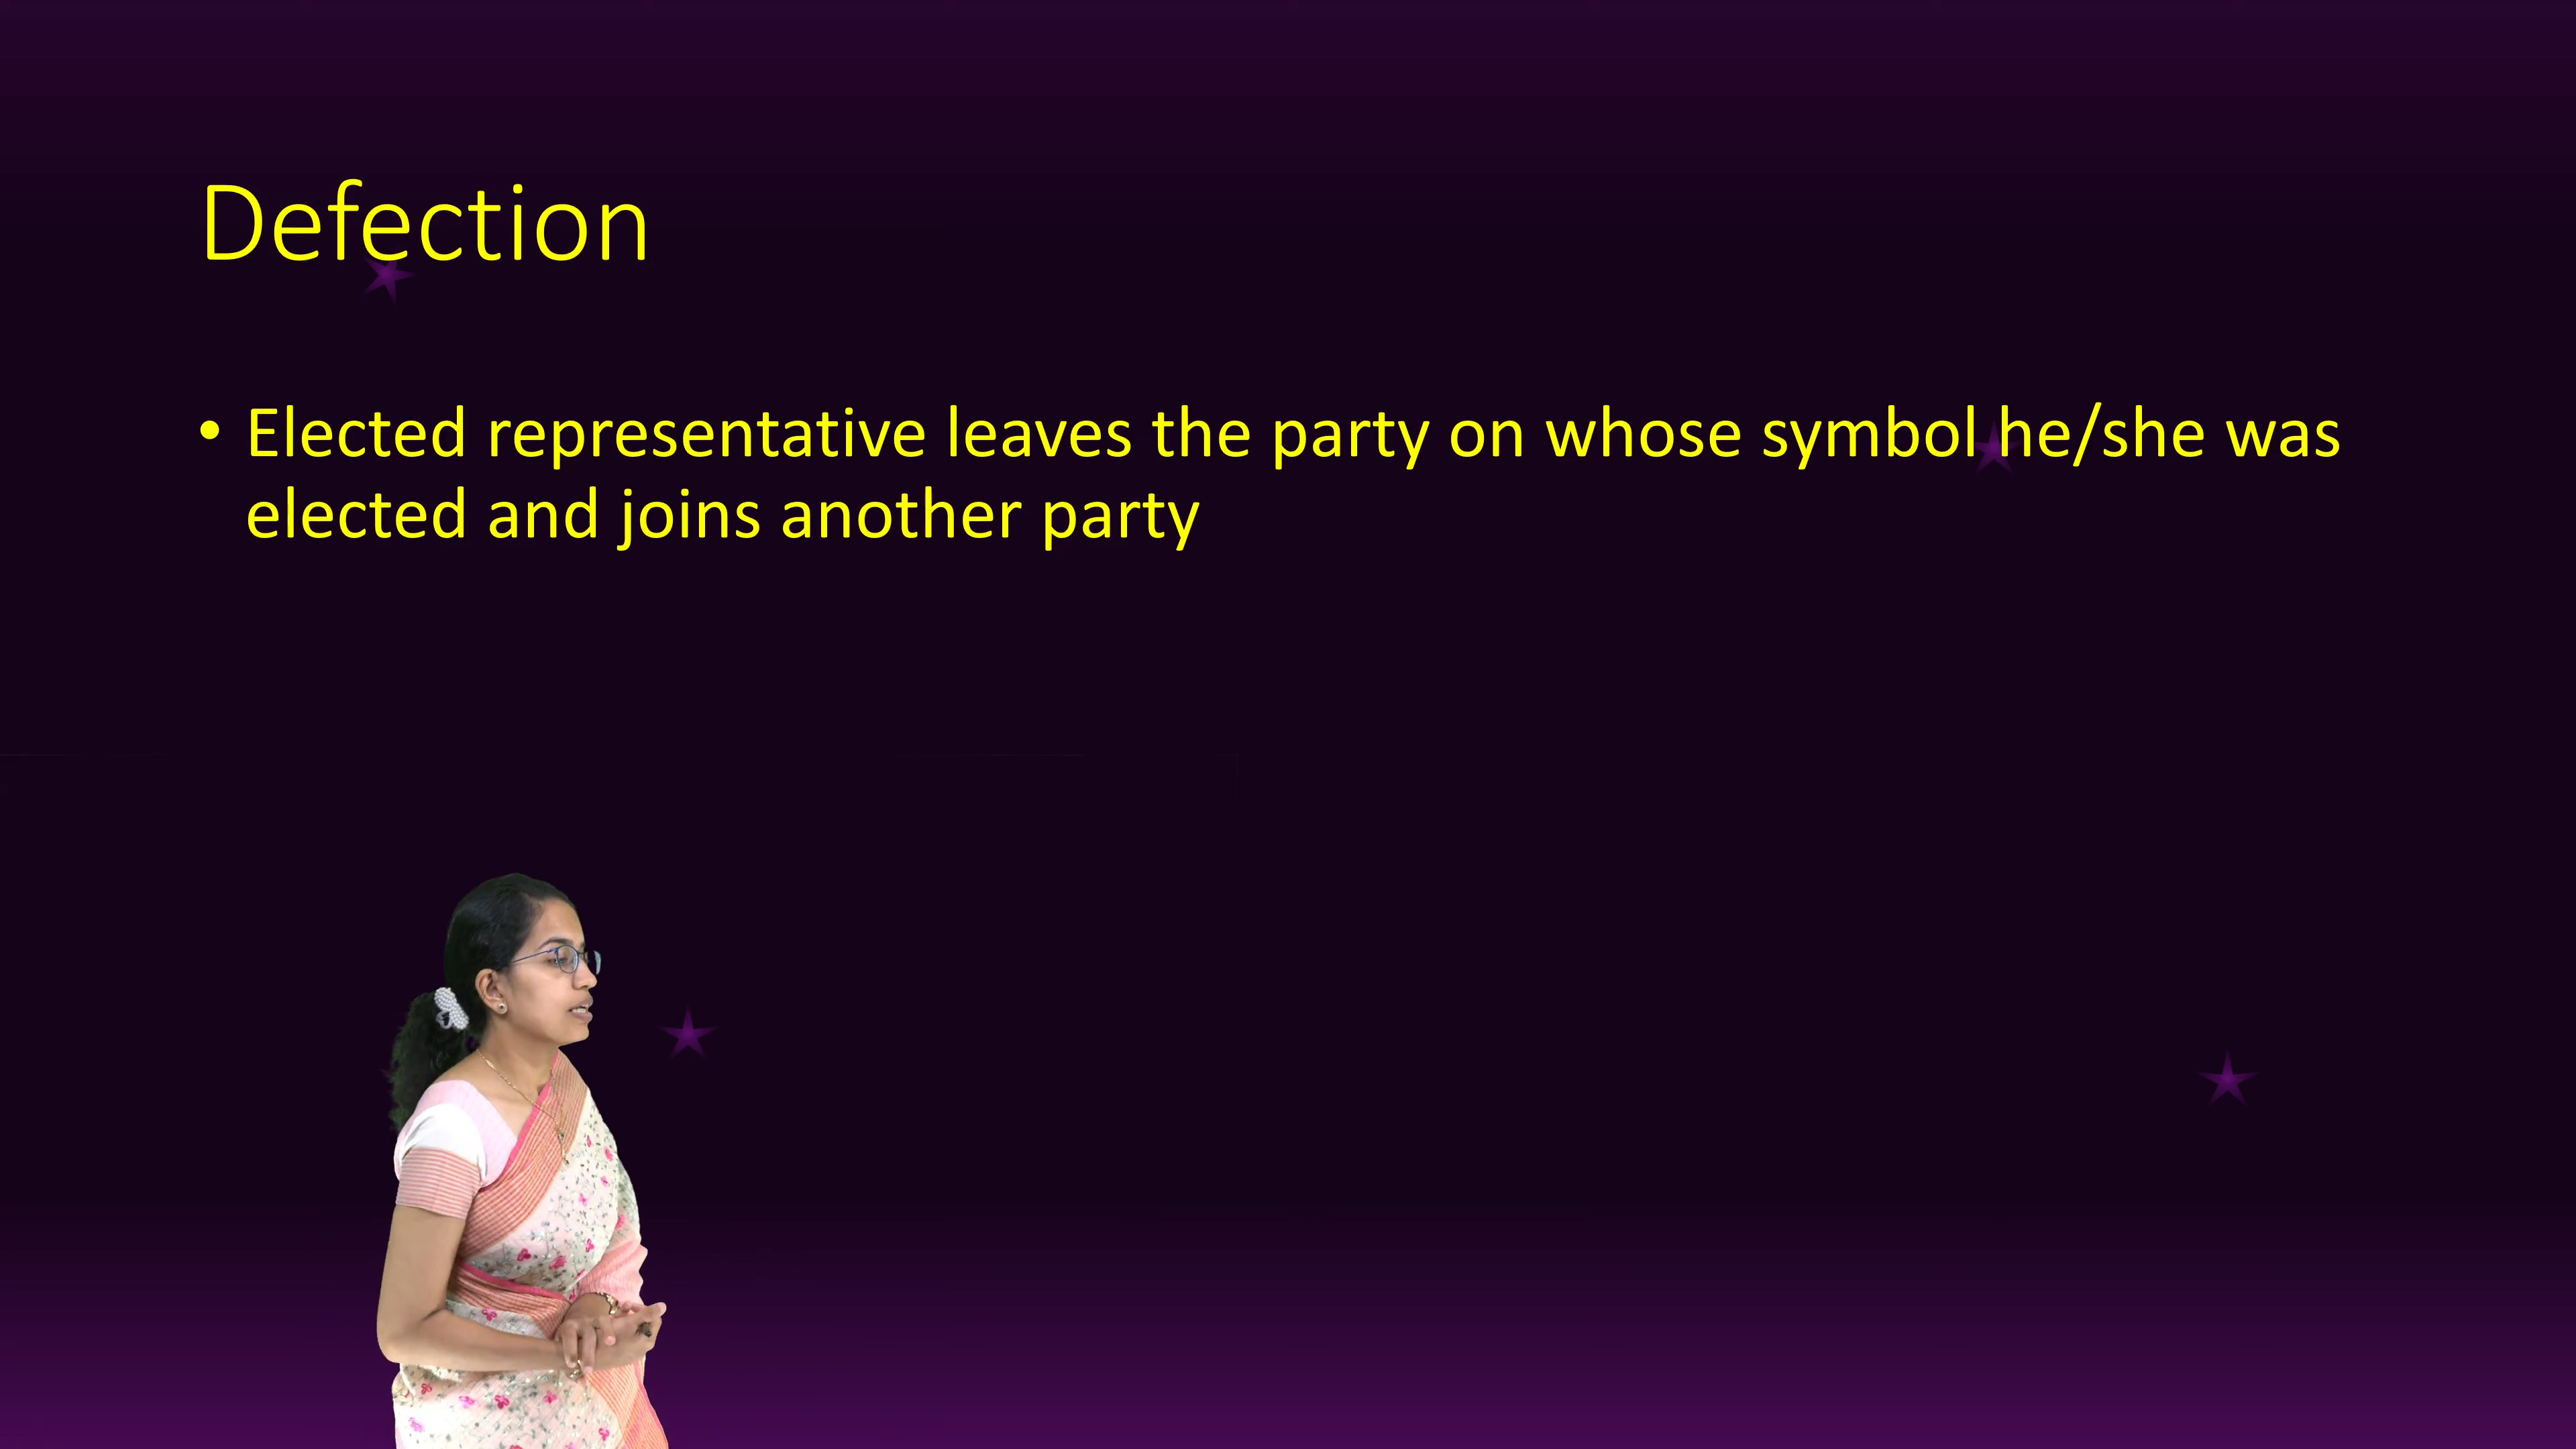 Defection
• Elected representative leaves the party on whose symbol he/she was
elected and joins another party